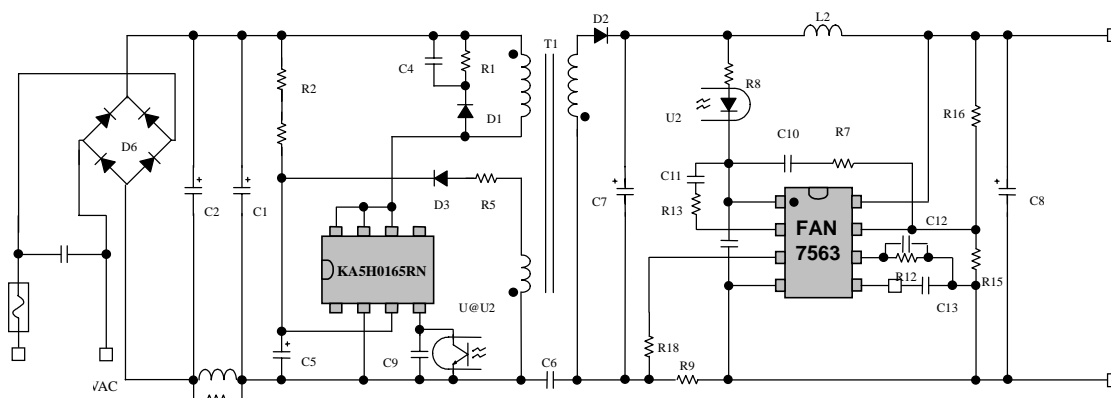 D2
L2
T1
C4
R1
R8
R2
U2
D1
C10
R7
R16
D6
C11
D3
R5
R13
C2
C1
C7
C12
C8
FAN
7563
KA5H0165RN
R12
R15
U@U2
C13
C5
C9
C6
R18
R9
VAC